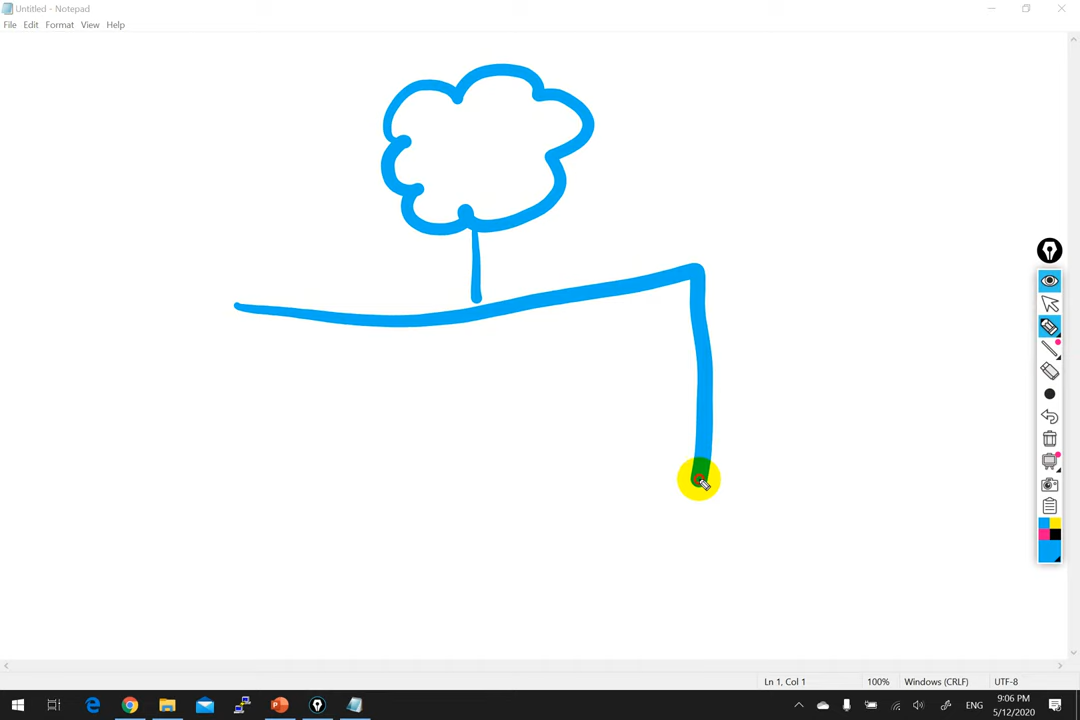 Untitled - Notepad
File Edit Format View Help
Ln 1, Col 1 100% Windows (CRLF) UTF-8
ENG 9:06 PM
5/12/2020